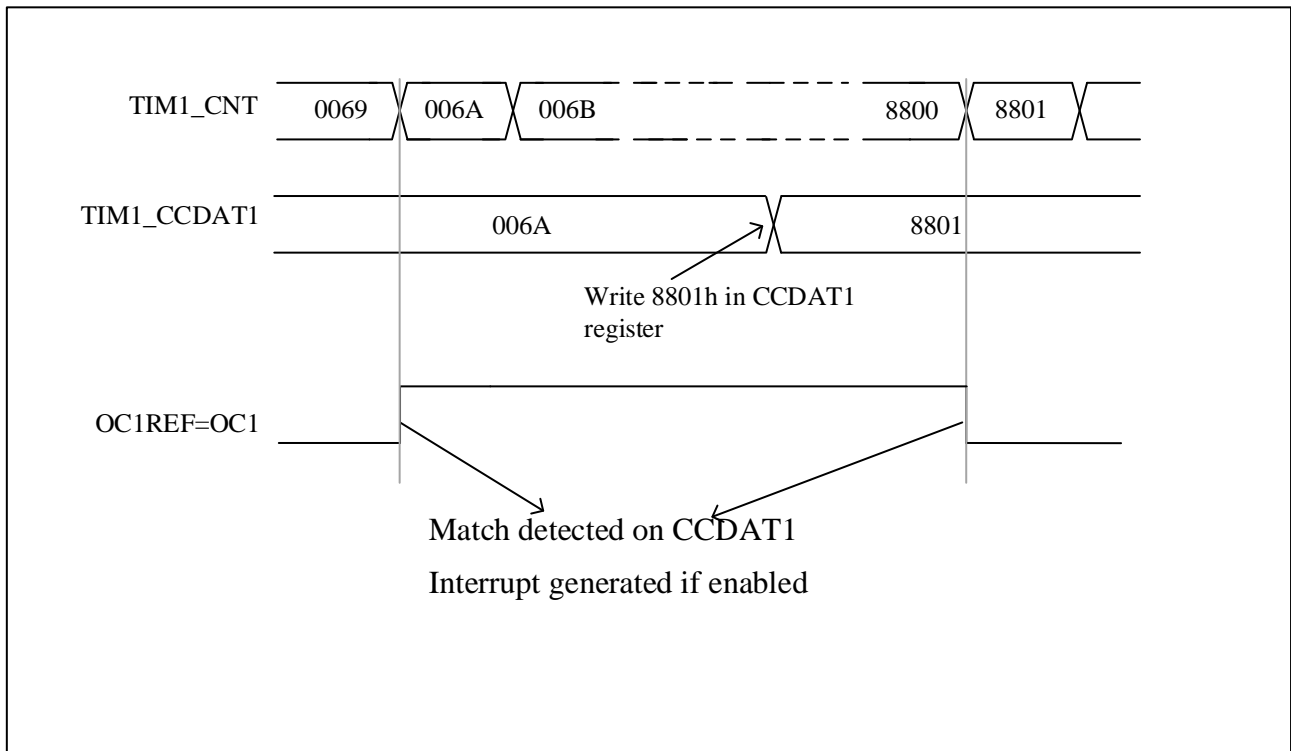 TIM1_CNT 0069 006A 006B 8800 8801
TIM1_CCDAT1 006A 8801
Write 8801h in CCDAT1
register
OC1REF=OC1
Match detected on CCDAT1
Interrupt generated if enabled